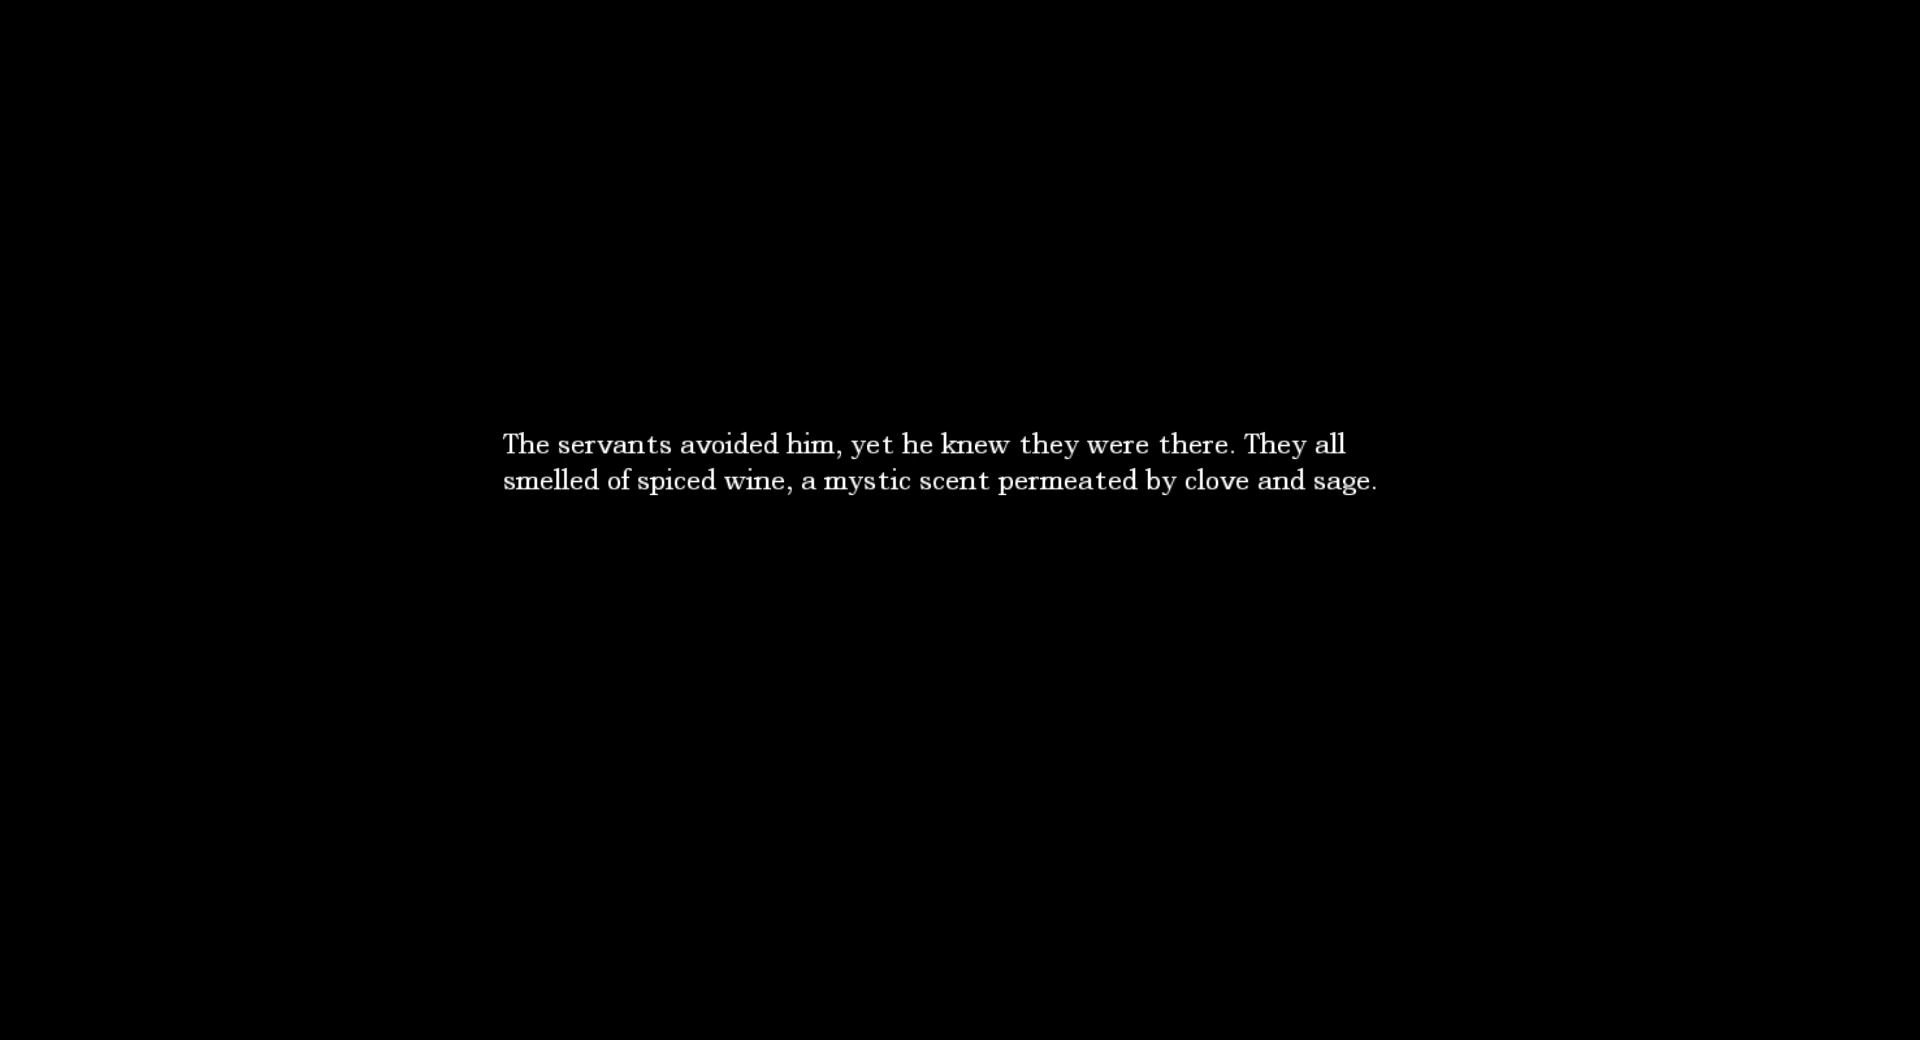 The servants avoided him, yet he knew they were there. They all
smelled of spiced wine, a mystic scent permeated by clove and sage.